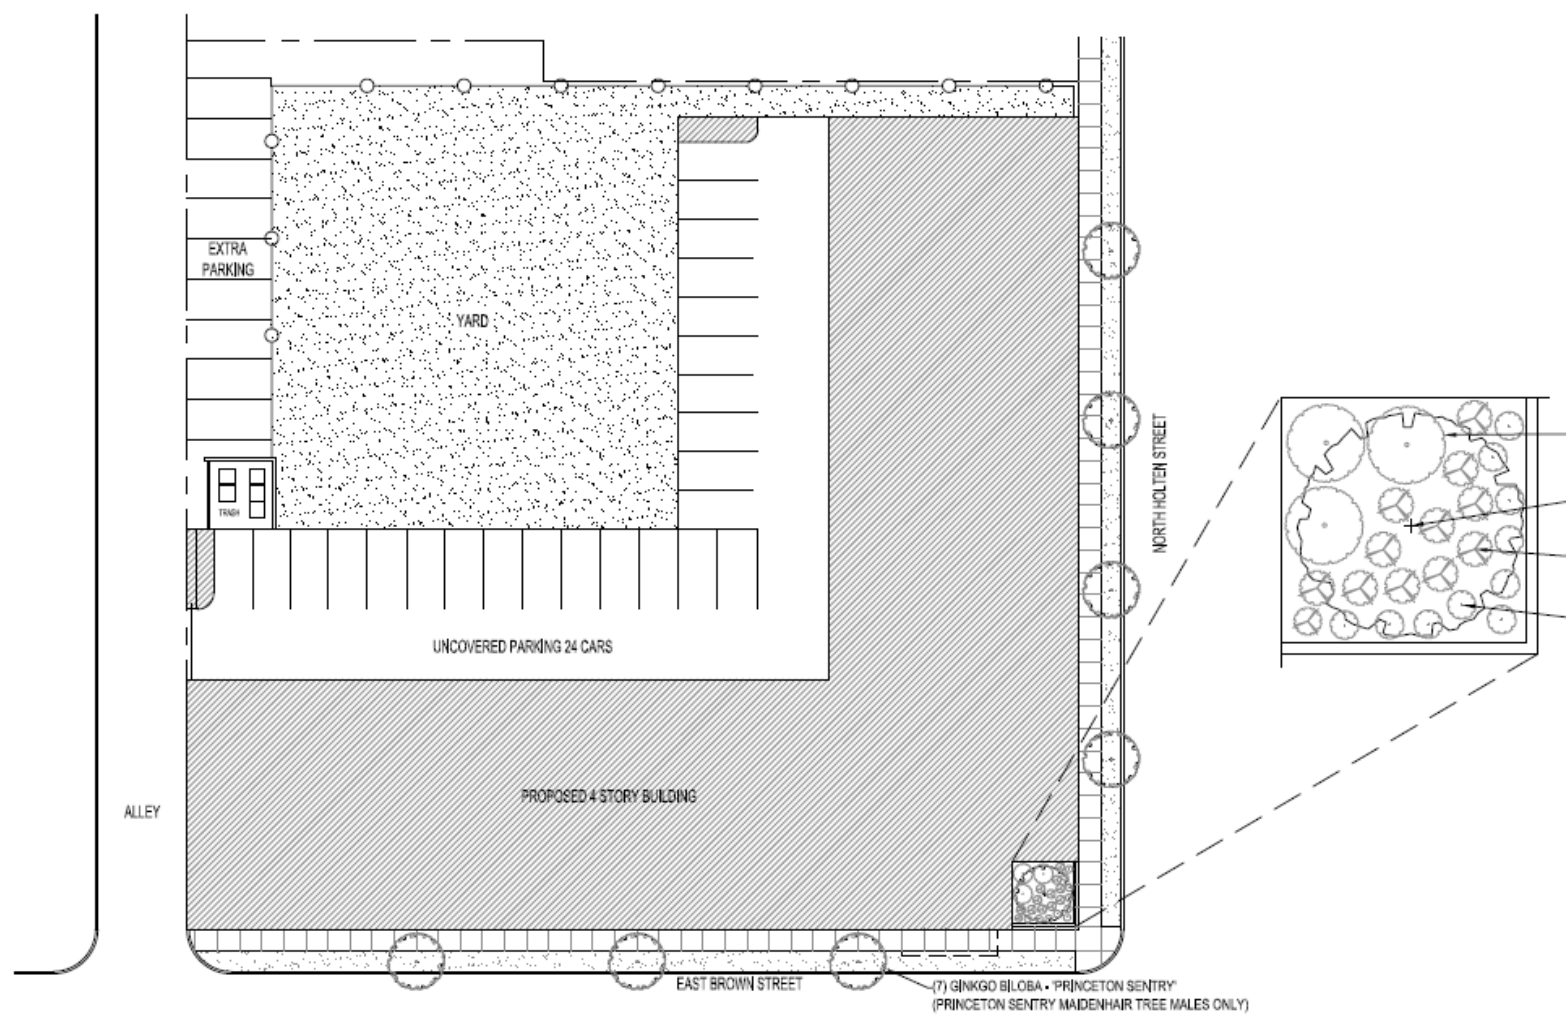 EXTRA
PARKING
YARD
TRASH
NORTH HOLTEN STREET
UNCOVERED PARKING 24 CARS
PROPOSED 4 STORY BUILDING
ALLEY
EAST BROWN STREET
(7) GINKGO BILOBA - 'PRINCETON SENTRY'
(PRINCETON SENTRY MAIDENHAIR TREE MALES ONLY)